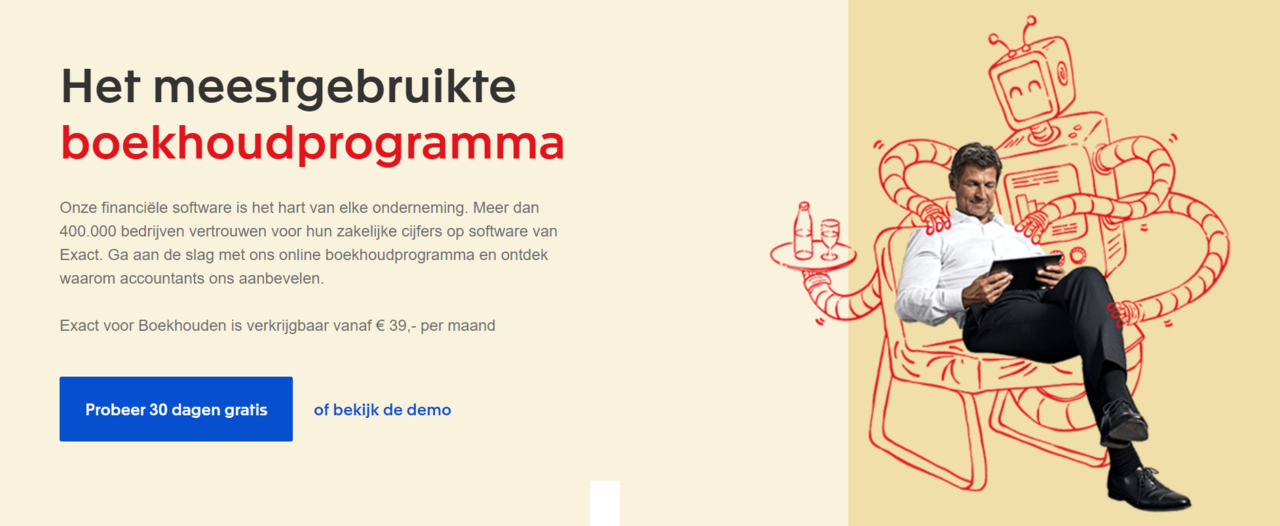 Het meestgebruikte
boekhoudprogramma
Onze financiële software is het hart van elke onderneming. Meer dan
400.000 bedrijven vertrouwen voor hun zakelijke cijfers op software van
Exact. Ga aan de slag met ons online boekhoudprogramma en ontdek
waarom accountants ons aanbevelen.
Exact voor Boekhouden is verkrijgbaar vanaf € 39,- per maand
Probeer 30 dagen gratis
of bekijk de demo